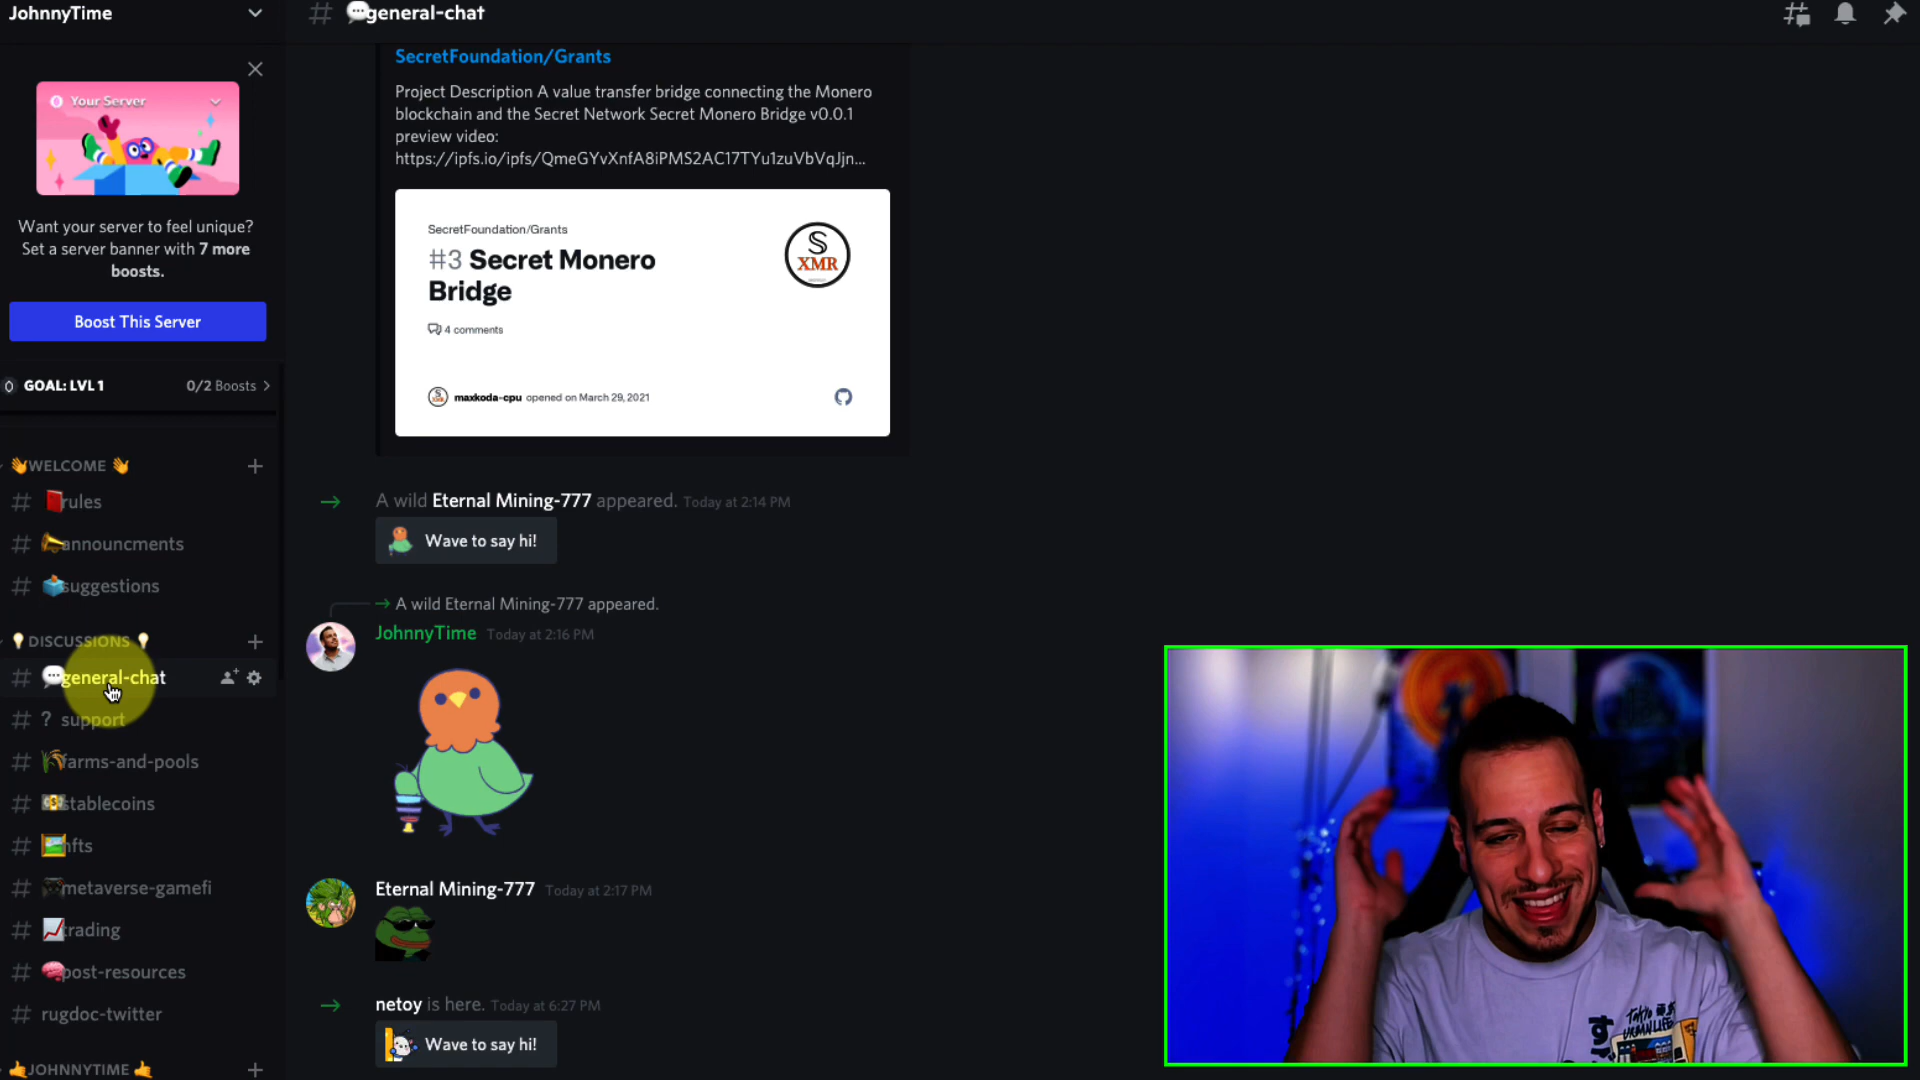 JohnnyTime
Your Server
Want your server to feel unique?
Set a server banner with 7 more
boosts.
Boost This Server
GOAL: LVL 1
0/2 Boosts
WELCOME
rules
announcments
suggestions
DISCUSSIONS
general-chat
? support
farms-and-pools
stablecoins
nfts
metaverse-gamefi
trading
post-resources
rugdoc-twitter
JOHNNYTIME
general-chat
SecretFoundation/Grants
Project Description A value transfer bridge connecting the Monero
blockchain and the Secret Network Secret Monero Bridge v0.0.1
preview video:
https://ipfs.io/ipfs/QmeGYvXnfA8iPMS2AC17TYu1zuVbVqJjn...
SecretFoundation/Grants
#3 Secret Monero
Bridge
4 comments
S
XMR
maxkoda-cpu opened on March 29, 2021
A wild Eternal Mining-777 appeared. Today at 2:14 PM
Wave to say hi!
A wild Eternal Mining-777 appeared.
JohnnyTime Today at 2:16 PM
Eternal Mining-777 Today at 2:17 PM
netoy is here. Today at 6:27 PM
Wave to say hi!